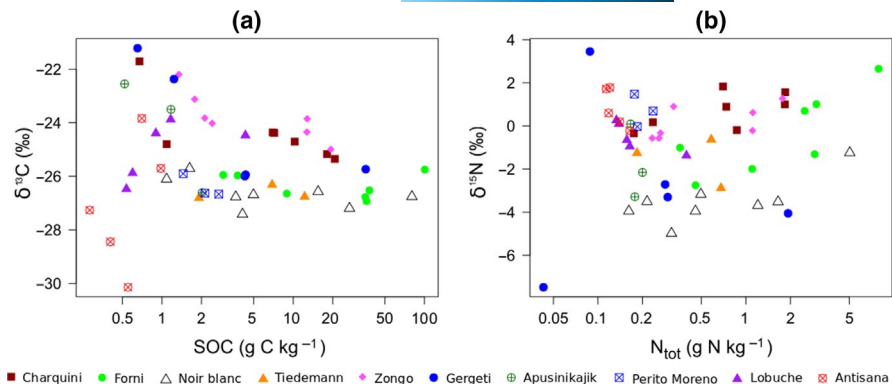 (a) (b)
δ¹³C (‰)
−22
−24
−26
−28
−30
0.5 1 2 5 10 20 50 100
SOC (g C kg⁻¹)
δ¹⁵N (‰)
4
2
0
−2
−4
−6
0.05 0.1 0.2 0.5 1 2 5
Nₜₒₜ (g N kg⁻¹)
Charquini Forni Noir blanc Tiedemann Zongo Gergeti Apusinikajik Perito Moreno Lobuche Antisana